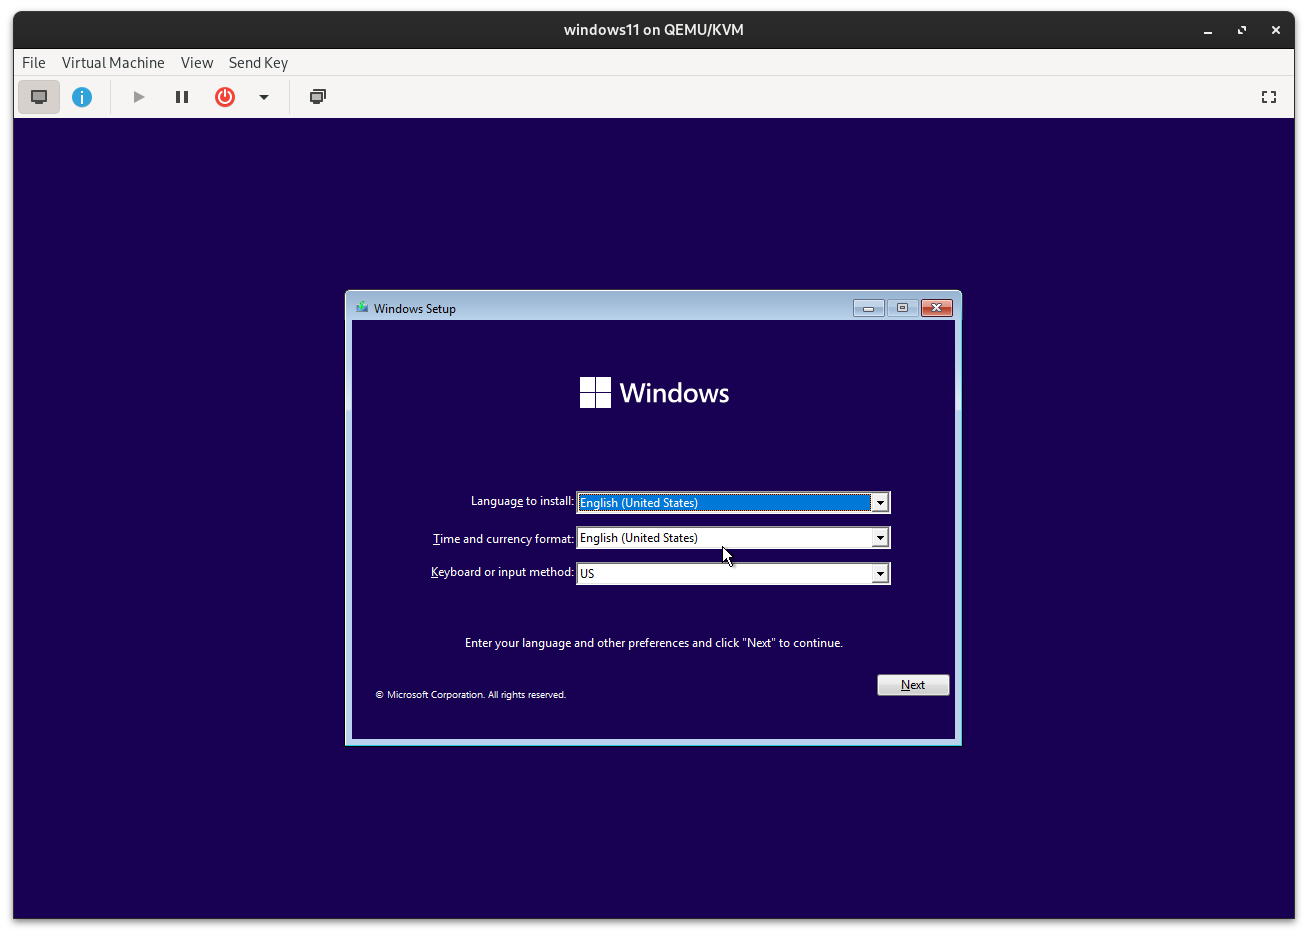 windows11 on QEMU/KVM
File Virtual Machine View Send Key
Windows Setup
Windows
Language to install: English (United States)
Time and currency format: English (United States)
Keyboard or input method: US
Enter your language and other preferences and click "Next" to continue.
Next
© Microsoft Corporation. All rights reserved.